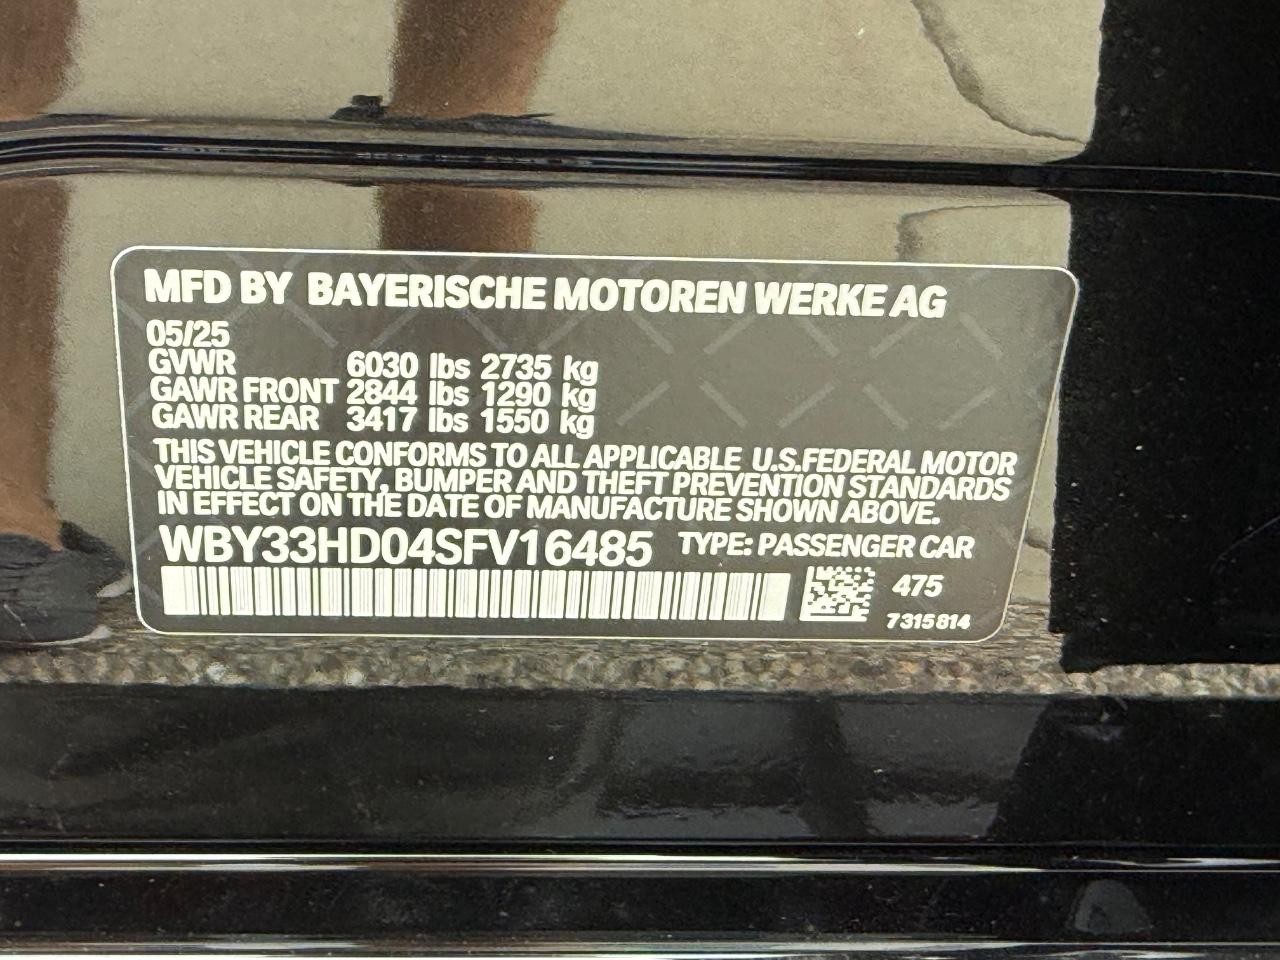 MFD BY BAYERISCHE MOTOREN WERKE AG
05/25
GVWR 6030 lbs 2735 kg
GAWR FRONT 2844 lbs 1290 kg
GAWR REAR 3417 lbs 1550 kg
THIS VEHICLE CONFORMS TO ALL APPLICABLE U.S.FEDERAL MOTOR
VEHICLE SAFETY, BUMPER AND THEFT PREVENTION STANDARDS
IN EFFECT ON THE DATE OF MANUFACTURE SHOWN ABOVE.
WBY33HD04SFV16485 TYPE: PASSENGER CAR
475
7315814